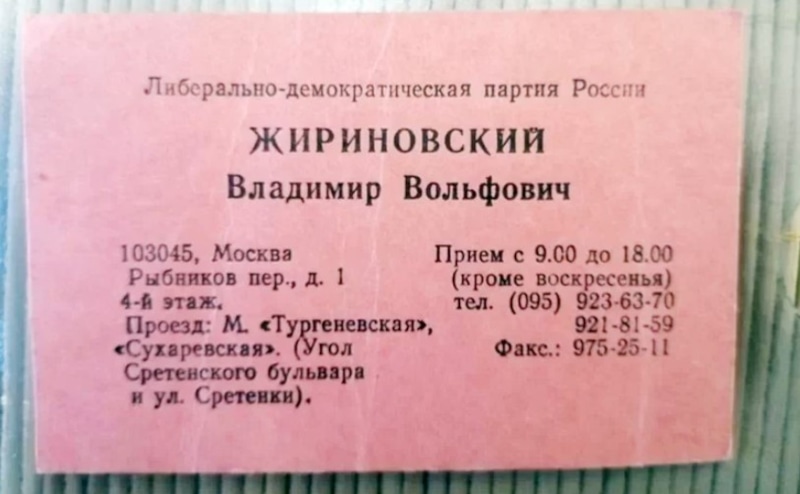 Либерально-демократическая партия России
ЖИРИНОВСКИЙ
Владимир Вольфович
103045, Москва
Рыбников пер., д. 1
4-й этаж.
Проезд: М. «Тургеневская»,
«Сухаревская». (Угол
Сретенского бульвара
и ул. Сретенки).
Прием с 9.00 до 18.00
(кроме воскресенья)
тел. (095) 923-63-70
921-81-59
Факс.: 975-25-11